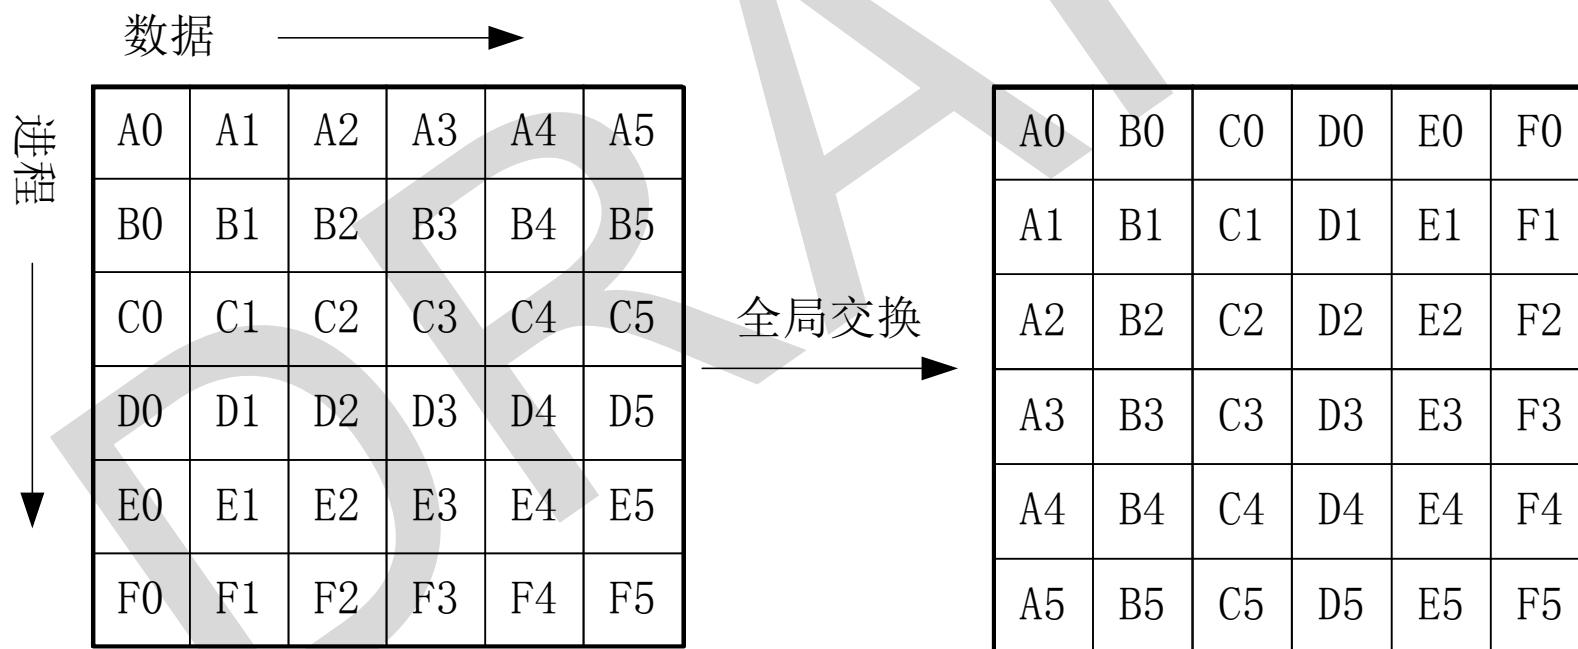 数据
进程
A0 A1 A2 A3 A4 A5
B0 B1 B2 B3 B4 B5
C0 C1 C2 C3 C4 C5
D0 D1 D2 D3 D4 D5
E0 E1 E2 E3 E4 E5
F0 F1 F2 F3 F4 F5
全局交换
A0 B0 C0 D0 E0 F0
A1 B1 C1 D1 E1 F1
A2 B2 C2 D2 E2 F2
A3 B3 C3 D3 E3 F3
A4 B4 C4 D4 E4 F4
A5 B5 C5 D5 E5 F5
DRA